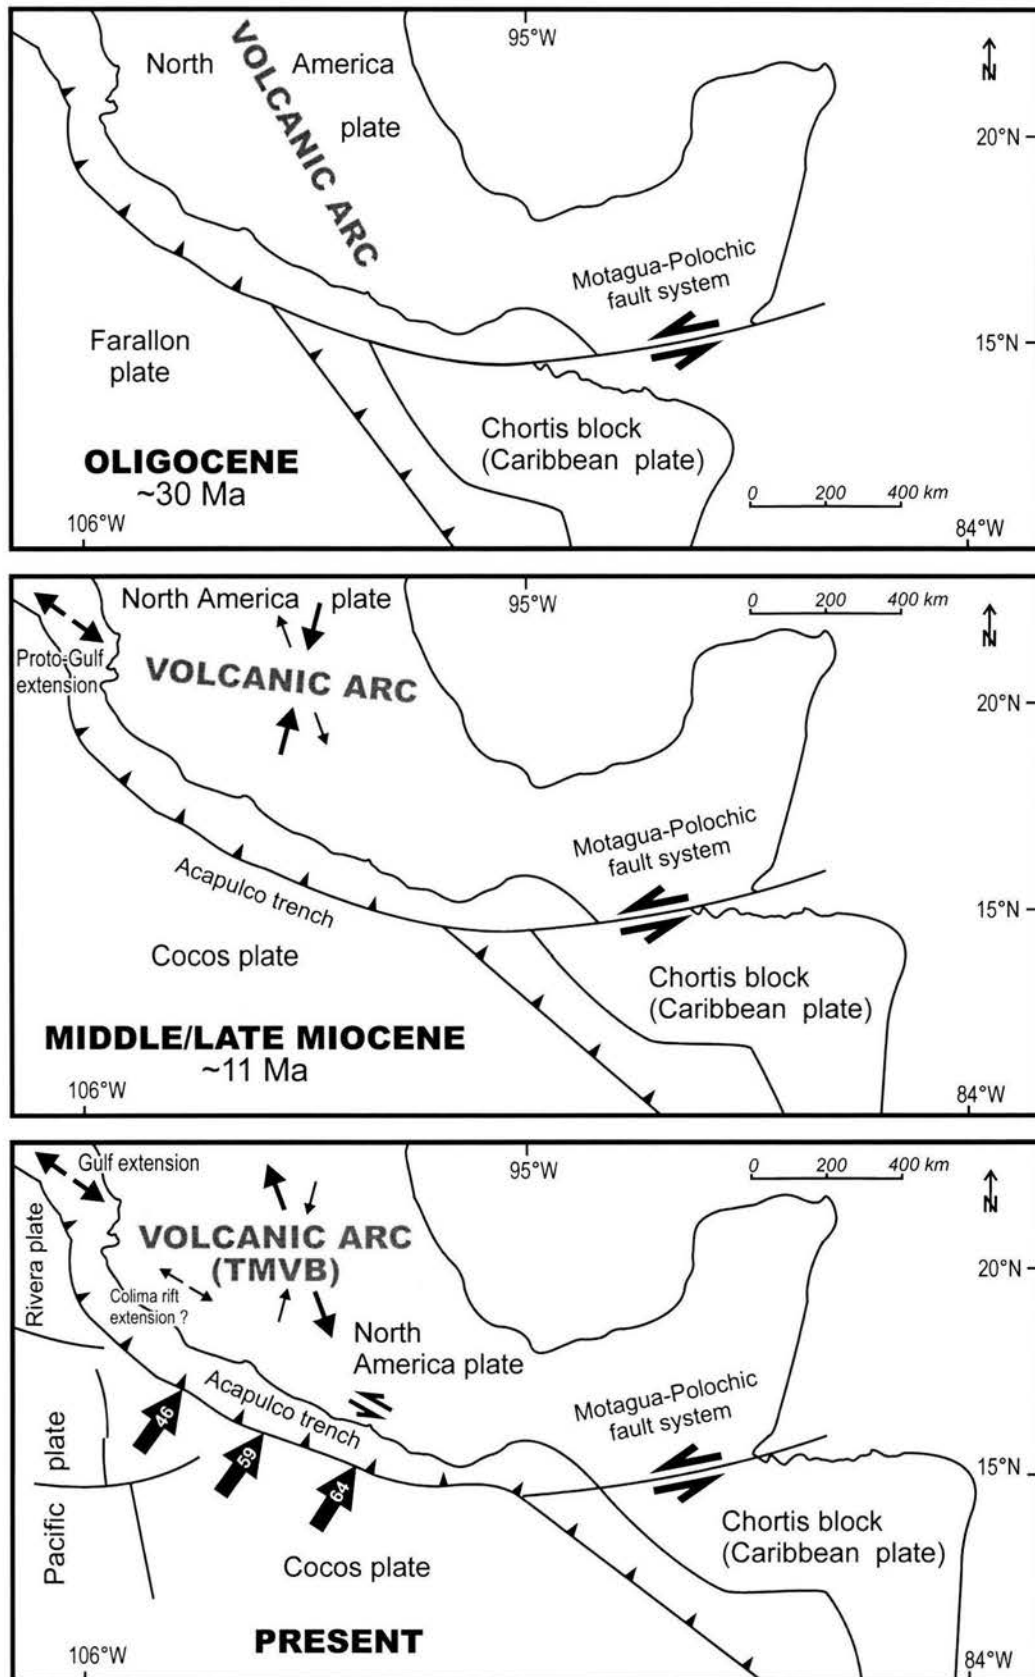 95°W
N
North America
plate
VOLCANIC ARC
20°N
Motagua-Polochic
fault system
15°N
Farallon
plate
Chortis block
(Caribbean plate)
OLIGOCENE
~30 Ma
0 200 400 km
106°W
84°W
North America plate
95°W
0 200 400 km
N
Proto-Gulf
extension
VOLCANIC ARC
20°N
Motagua-Polochic
fault system
Acapulco trench
15°N
Cocos plate
Chortis block
(Caribbean plate)
MIDDLE/LATE MIOCENE
~11 Ma
106°W
84°W
Gulf extension
95°W
0 200 400 km
N
Rivera plate
VOLCANIC ARC
(TMVB)
20°N
Colima rift
extension ?
North
America plate
Acapulco trench
Motagua-Polochic
fault system
46
59
64
15°N
Pacific plate
Chortis block
(Caribbean plate)
Cocos plate
PRESENT
106°W
84°W